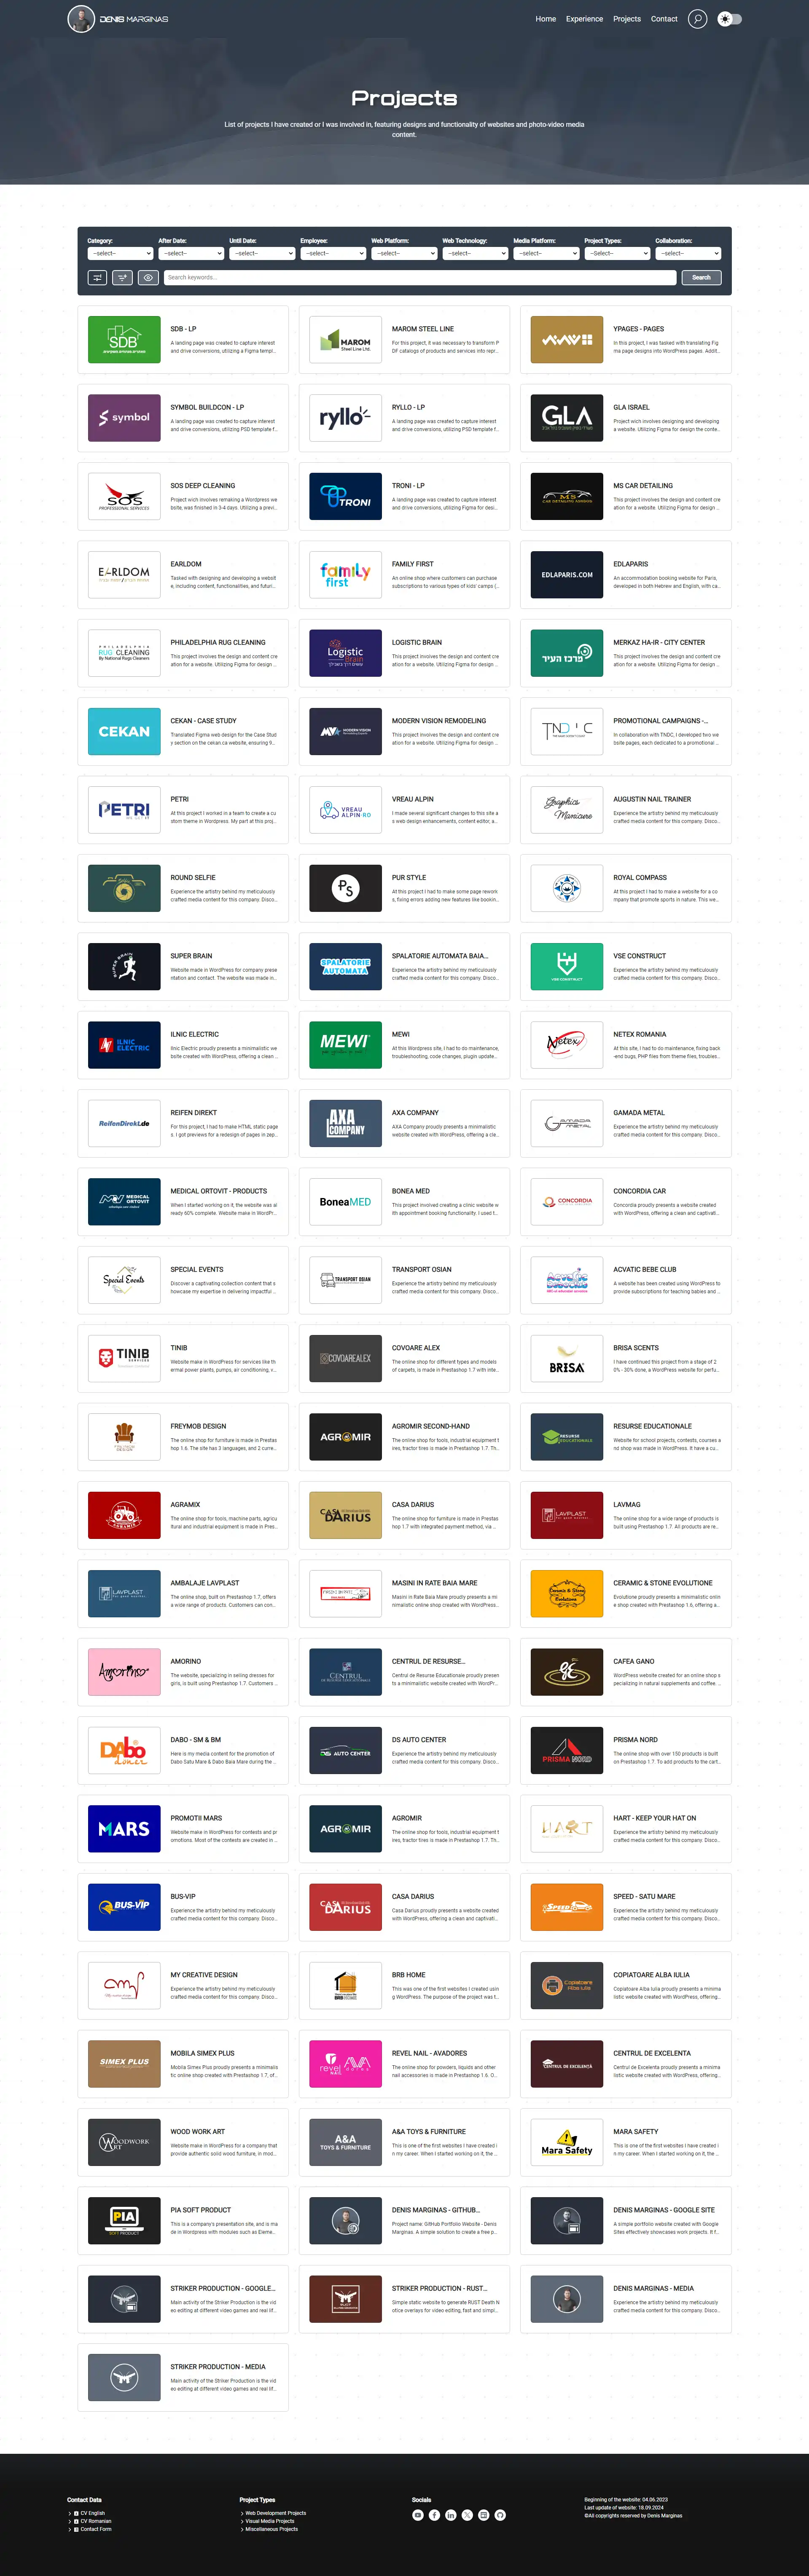 DENIS MARGINAS
Home Experience Projects Contact
Projects
List of projects I have created or I was involved in, featuring designs and functionality of websites and photo-video media
content.
Category: After Date: Until Date: Employee: Web Platform: Web Technology: Media Platform: Project Types: Collaboration:
--select-- --select-- --select-- --select-- --select-- --select-- --select-- --Select-- --select--
Search keywords... Search
SDB - LP
A landing page was created to capture interest
and drive conversions, utilizing a Figma templ...
MAROM STEEL LINE
For this project, it was necessary to transform P
DF catalogs of products and services into repr...
YPAGES - PAGES
In this project, I was tasked with translating Fig
ma page designs into WordPress pages. Addit...
SYMBOL BUILDCON - LP
A landing page was created to capture interest
and drive conversions, utilizing PSD template f...
RYLLO - LP
A landing page was created to capture interest
and drive conversions, utilizing PSD template f...
GLA ISRAEL
Project wich involves designing and developing
a website. Utilizing Figma for design the conte...
SOS DEEP CLEANING
Project wich involves remaking a Wordpress we
bsite, was finished in 3-4 days. Utilizing a previ...
TRONI - LP
A landing page was created to capture interest
and drive conversions, utilizing Figma for desi...
MS CAR DETAILING
This project involves the design and content cre
ation for a website. Utilizing Figma for design ...
EARLDOM
Tasked with designing and developing a websit
e, including content, functionalities, and futuri...
FAMILY FIRST
An online shop where customers can purchase
subscriptions to various types of kids' camps (...
EDLAPARIS
An accommodation booking website for Paris,
developed in both Hebrew and English, with ca...
PHILADELPHIA RUG CLEANING
This project involves the design and content cre
ation for a website. Utilizing Figma for design ...
LOGISTIC BRAIN
This project involves the design and content cre
ation for a website. Utilizing Figma for design ...
MERKAZ HA-IR - CITY CENTER
This project involves the design and content cre
ation for a website. Utilizing Figma for design ...
CEKAN - CASE STUDY
Translated Figma web design for the Case Stud
y section on the cekan.ca website, ensuring 9...
MODERN VISION REMODELING
This project involves the design and content cre
ation for a website. Utilizing Figma for design ...
PROMOTIONAL CAMPAIGNS -...
In collaboration with TNDC, I developed two we
bsite pages, each dedicated to a promotional ...
PETRI
At this project I worked in a team to create a cu
stom theme in Wordpress. My part at this proj...
VREAU ALPIN
I made several significant changes to this site a
s web design enhancements, content editor, a...
AUGUSTIN NAIL TRAINER
Experience the artistry behind my meticulously
crafted media content for this company. Disco...
ROUND SELFIE
Experience the artistry behind my meticulously
crafted media content for this company. Disco...
PUR STYLE
At this project I had to make some page rework
s, fixing errors adding new features like bookin...
ROYAL COMPASS
At this project I had to make a website for a co
mpany that promote sports in nature. This we...
SUPER BRAIN
Website made in WordPress for company prese
ntation and contact. The website was made in...
SPALATORIE AUTOMATA BAIA...
Experience the artistry behind my meticulously
crafted media content for this company. Disco...
VSE CONSTRUCT
Experience the artistry behind my meticulously
crafted media content for this company. Disco...
ILNIC ELECTRIC
Ilnic Electric proudly presents a minimalistic we
bsite created with WordPress, offering a clean ...
MEWI
At this Wordpress site, I had to do maintenance,
troubleshooting, code changes, plugin update...
NETEX ROMANIA
At this site, I had to do maintenance, fixing back
-end bugs, PHP files from theme files, troubles...
REIFEN DIREKT
For this project, I had to make HTML static page
s. I got previews for a redesign of pages in zep...
AXA COMPANY
AXA Company proudly presents a minimalistic
website created with WordPress, offering a cle...
GAMADA METAL
Experience the artistry behind my meticulously
crafted media content for this company. Disco...
MEDICAL ORTOVIT - PRODUCTS
When I started working on it, the website was al
ready 60% complete. Website make in WordPr...
BONEA MED
This project involved creating a clinic website w
ith appointment booking functionality. I used t...
CONCORDIA CAR
Concordia proudly presents a website created
with WordPress, offering a clean and captivati...
SPECIAL EVENTS
Discover a captivating collection content that s
howcase my expertise in delivering impactful ...
TRANSPORT OSIAN
Experience the artistry behind my meticulously
crafted media content for this company. Disco...
ACVATIC BEBE CLUB
A website has been created using WordPress to
provide subscriptions for teaching babies and ...
TINIB
Website make in WordPress for services like th
ermal power plants, pumps, air conditioning, v...
COVOARE ALEX
The online shop for different types and models
of carpets, is made in Prestashop 1.7 with inte...
BRISA SCENTS
I have continued this project from a stage of 2
0% - 30% done, a WordPress website for perfu...
FREYMOB DESIGN
The online shop for furniture is made in Prestas
hop 1.6. The site has 3 languages, and 2 curre...
AGROMIR SECOND-HAND
The online shop for tools, industrial equipment t
ires, tractor tires is made in Prestashop 1.7. Th...
RESURSE EDUCATIONALE
Website for school projects, contests, courses a
nd shop was made in WordPress. It have a cu...
AGRAMIX
The online shop for tools, machine parts, agricu
ltural and industrial equipment is made in Pres...
CASA DARIUS
The online shop for furniture is made in Prestas
hop 1.7 with integrated payment method, via ...
LAVMAG
The online shop for a wide range of products is
built using Prestashop 1.7. All products are re...
AMBALAJE LAVPLAST
The online shop, built on Prestashop 1.7, offers
a wide range of products. Customers can con...
MASINI IN RATE BAIA MARE
Masini in Rate Baia Mare proudly presents a mi
nimalistic online shop created with WordPress...
CERAMIC & STONE EVOLUTIONE
Evolutione proudly presents a minimalistic onlin
e shop created with Prestashop 1.6, offering a...
AMORINO
The website, specializing in selling dresses for
girls, is built using Prestashop 1.7. Customers ...
CENTRUL DE RESURSE...
Centrul de Resurse Educationale proudly presen
ts a minimalistic website created with WordPr...
CAFEA GANO
WordPress website created for an online shop s
pecializing in natural supplements and coffee. ...
DABO - SM & BM
Here is my media content for the promotion of
Dabo Satu Mare & Dabo Baia Mare during the ...
DS AUTO CENTER
Experience the artistry behind my meticulously
crafted media content for this company. Disco...
PRISMA NORD
The online shop with over 150 products is built
on Prestashop 1.7. To add products to the cart...
PROMOTII MARS
Website make in WordPress for contests and pr
omotions. Most of the contests are created in ...
AGROMIR
The online shop for tools, industrial equipment t
ires, tractor tires is made in Prestashop 1.7. Th...
HART - KEEP YOUR HAT ON
Experience the artistry behind my meticulously
crafted media content for this company. Disco...
BUS-VIP
Experience the artistry behind my meticulously
crafted media content for this company. Disco...
CASA DARIUS
Casa Darius proudly presents a website created
with WordPress, offering a clean and captivati...
SPEED - SATU MARE
Experience the artistry behind my meticulously
crafted media content for this company. Disco...
MY CREATIVE DESIGN
Experience the artistry behind my meticulously
crafted media content for this company. Disco...
BRB HOME
This was one of the first websites I created usin
g WordPress. The purpose of the project was t...
COPIATOARE ALBA IULIA
Copiatoare Alba Iulia proudly presents a minima
listic website created with WordPress, offering...
MOBILA SIMEX PLUS
Mobila Simex Plus proudly presents a minimalis
tic online shop created with Prestashop 1.7, of...
REVEL NAIL - AVADORES
The online shop for powders, liquids and other
nail accessories is made in Prestashop 1.6. O...
CENTRUL DE EXCELENTA
Centrul de Excelenta proudly presents a minima
listic website created with WordPress, offering...
WOOD WORK ART
Website make in WordPress for a company that
provide authentic solid wood furniture, in mod...
A&A TOYS & FURNITURE
This is one of the first websites I have created i
n my career. When I started working on it, the ...
MARA SAFETY
This is one of the first websites I have created i
n my career. When I started working on it, the ...
PIA SOFT PRODUCT
This is a company's presentation site, and is ma
de in Wordpress with modules such as Eleme...
DENIS MARGINAS - GITHUB...
Project name: GitHub Portfolio Website - Denis
Marginas. A simple solution to create a free p...
DENIS MARGINAS - GOOGLE SITE
A simple portfolio website created with Google
Sites effectively showcases work projects. It f...
STRIKER PRODUCTION - GOOGLE...
Main activity of the Striker Production is the vid
eo editing at different video games and real lif...
STRIKER PRODUCTION - RUST...
Simple static website to generate RUST Death N
otice overlays for video editing, fast and simpl...
DENIS MARGINAS - MEDIA
Experience the artistry behind my meticulously
crafted media content for this company. Disco...
STRIKER PRODUCTION - MEDIA
Main activity of the Striker Production is the vid
eo editing at different video games and real lif...
Contact Data
CV English
CV Romanian
Contact Form
Project Types
Web Development Projects
Visual Media Projects
Miscellaneous Projects
Socials
Beginning of the website: 04.06.2023
Last update of website: 18.09.2024
©All copyrights reserved by Denis Marginas